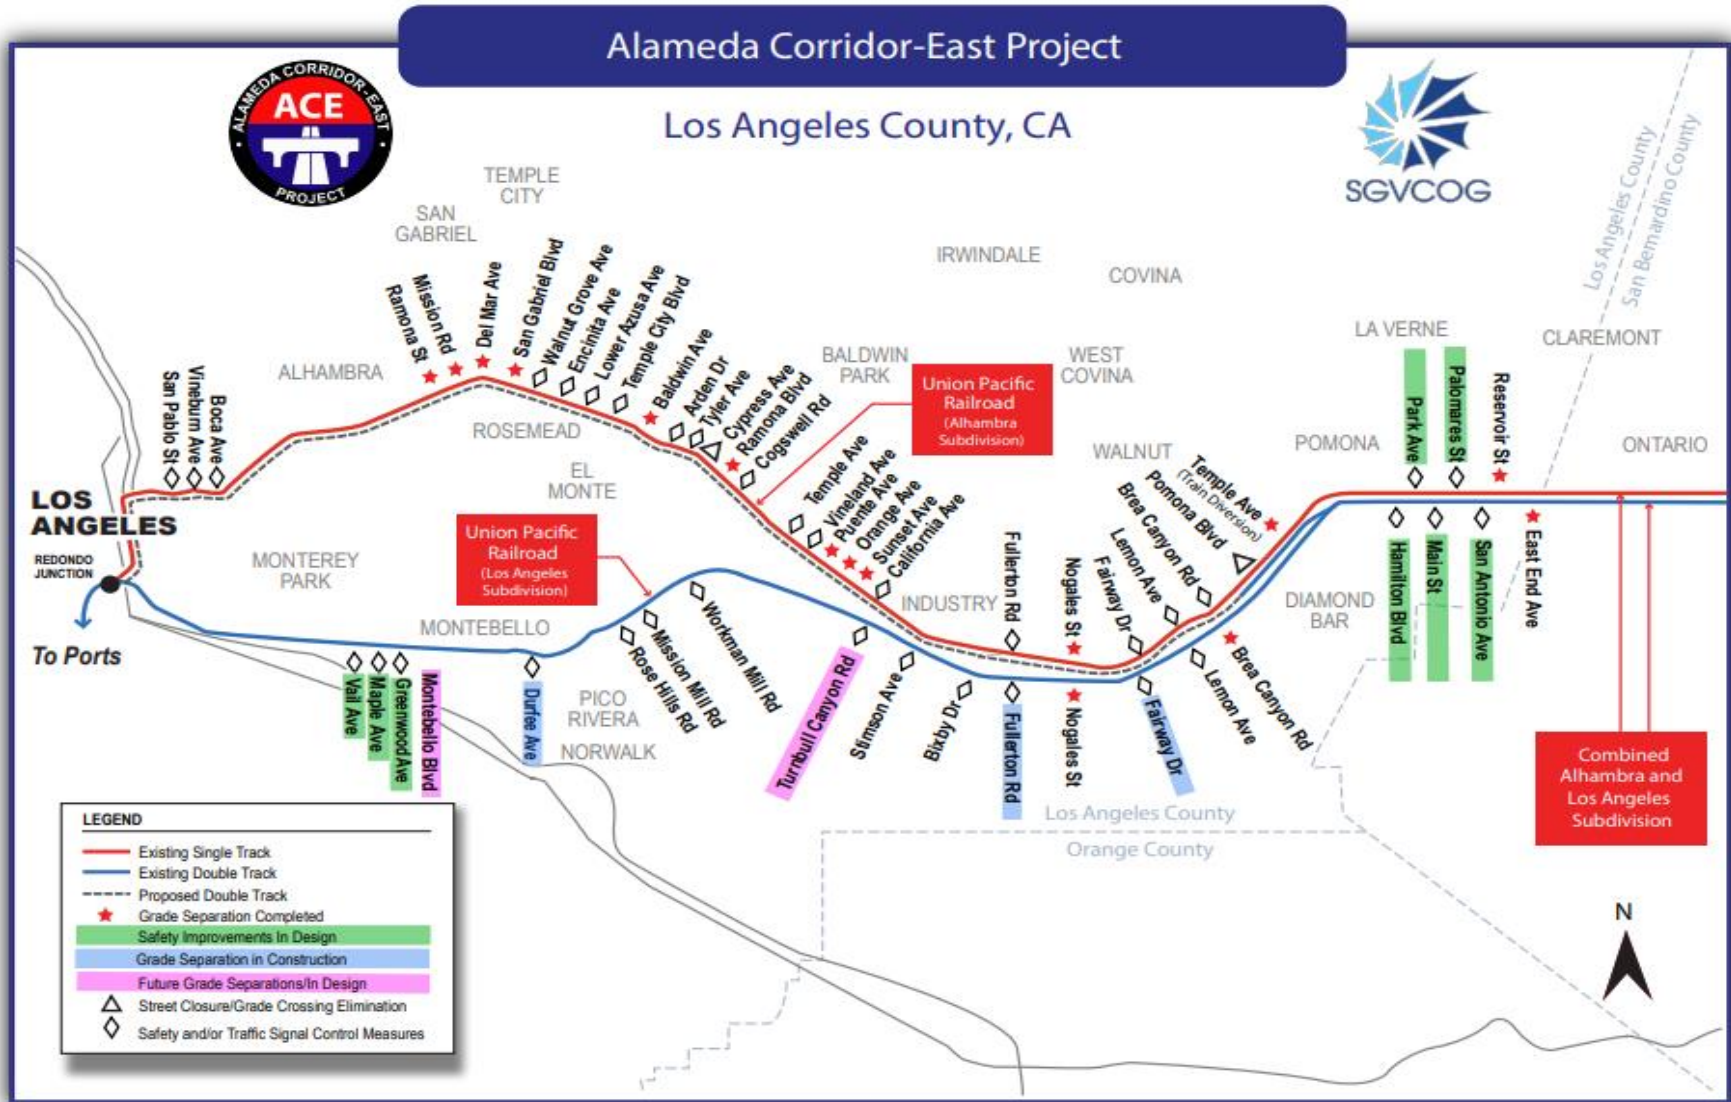 Alameda Corridor-East Project
Los Angeles County, CA
ALAMEDA CORRIDOR-EAST
ACE
PROJECT
SGVCOG
Los Angeles County
San Bernardino County
TEMPLE
CITY
SAN
GABRIEL
IRWINDALE
COVINA
LA VERNE
CLAREMONT
ALHAMBRA
BALDWIN
PARK
WEST
COVINA
ROSEMEAD
EL
MONTE
WALNUT
POMONA
ONTARIO
San Pablo St
Vineburn Ave
Boca Ave
Ramona St
Mission Rd
Del Mar Ave
San Gabriel Blvd
Walnut Grove Ave
Encinita Ave
Lower Azusa Ave
Temple City Blvd
Baldwin Ave
Arden Dr
Tyler Ave
Cypress Ave
Ramona Blvd
Cogswell Rd
Union Pacific
Railroad
(Alhambra
Subdivision)
Temple Ave
Vineland Ave
Puente Ave
Orange Ave
Sunset Ave
California Ave
Fullerton Rd
Nogales St
Fairway Dr
Lemon Ave
Brea Canyon Rd
Pomona Blvd
Temple Ave
(Train Diversion)
Park Ave
Palomares St
Reservoir St
LOS
ANGELES
REDONDO
JUNCTION
To Ports
MONTEREY
PARK
Union Pacific
Railroad
(Los Angeles
Subdivision)
MONTEBELLO
INDUSTRY
DIAMOND
BAR
PICO
RIVERA
NORWALK
Vail Ave
Maple Ave
Greenwood Ave
Montebello Blvd
Durfee Ave
Rose Hills Rd
Mission Mill Rd
Workman Mill Rd
Turnbull Canyon Rd
Stimson Ave
Bixby Dr
Fullerton Rd
Nogales St
Fairway Dr
Lemon Ave
Brea Canyon Rd
Hamilton Blvd
Main St
San Antonio Ave
East End Ave
Combined
Alhambra and
Los Angeles
Subdivision
Los Angeles County
Orange County
N
LEGEND
Existing Single Track
Existing Double Track
Proposed Double Track
Grade Separation Completed
Safety Improvements In Design
Grade Separation in Construction
Future Grade Separations/In Design
Street Closure/Grade Crossing Elimination
Safety and/or Traffic Signal Control Measures